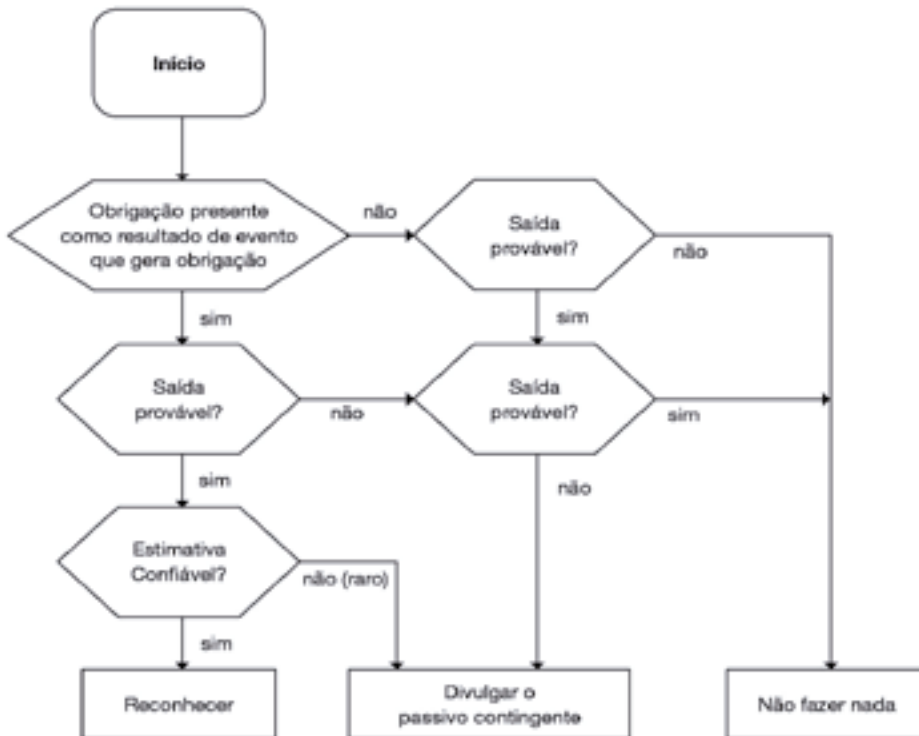 Início
Obrigação presente
como resultado de evento
que gera obrigação
não
Saída
provável?
não
sim
sim
Saída
provável?
não
Saída
provável?
sim
sim
não
Estimativa
Confiável?
não (raro)
sim
Reconhecer
Divulgar o
passivo contingente
Não fazer nada